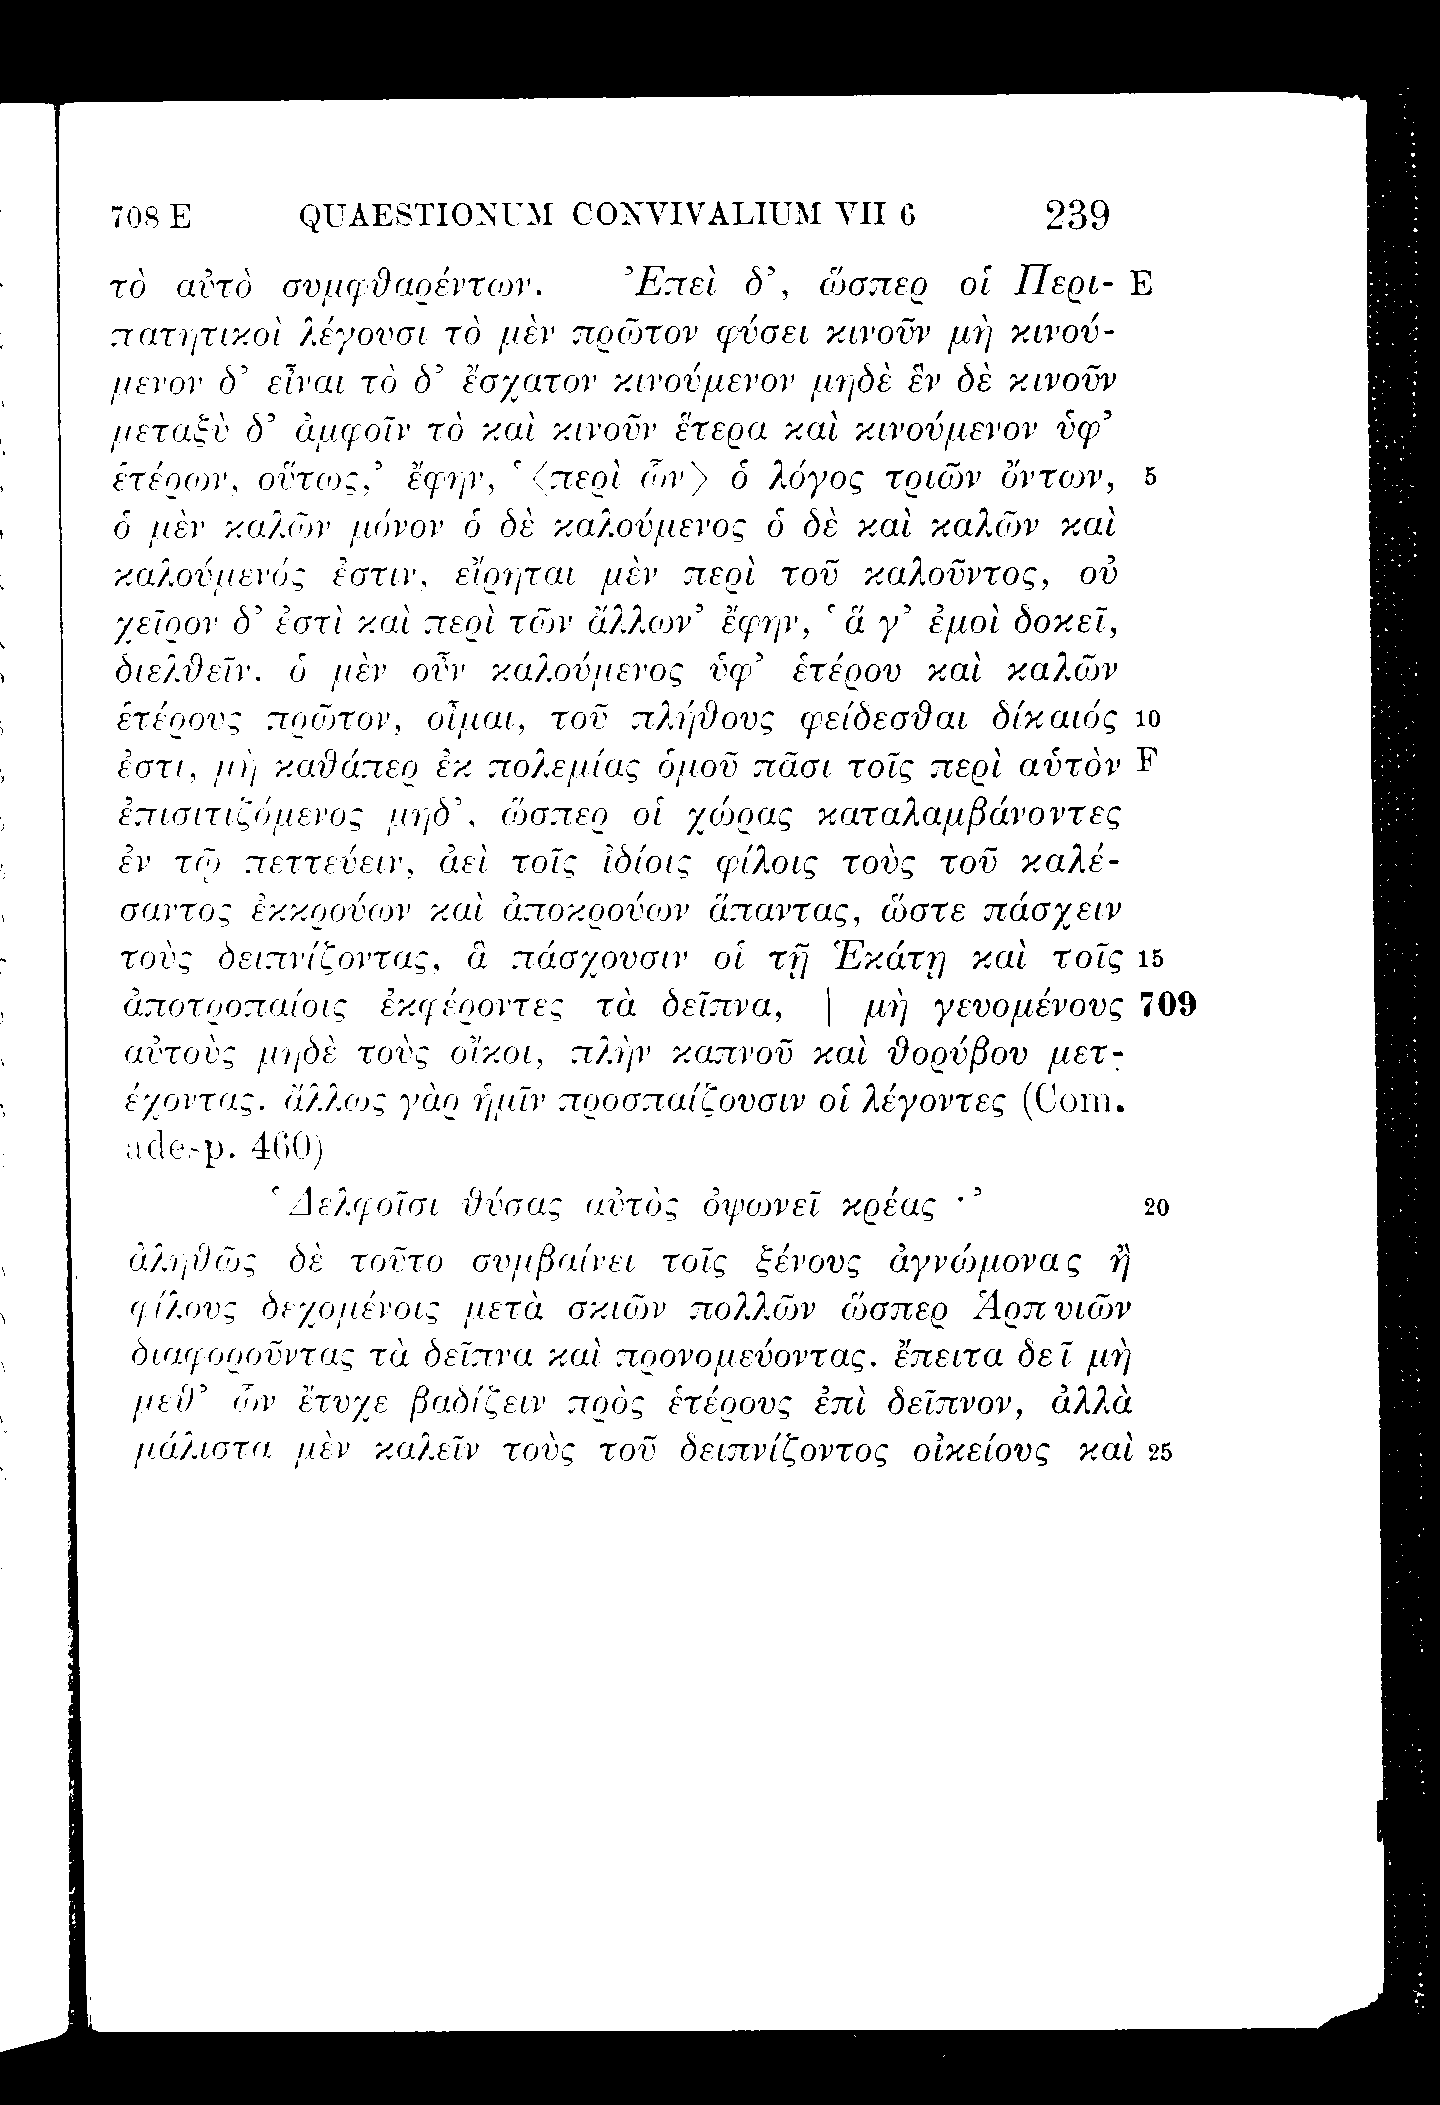 708 E QUAESTIONUM CONVIVALIUM VII 6 239
τὸ αὐτὸ συμφθαρέντων. Ἐπεὶ δ’, ὥσπερ οἱ Περι- E
πατητικοὶ λέγουσι τὸ μὲν πρῶτον φύσει κινοῦν μὴ κινού-
μενον δ’ εἶναι τὸ δ’ ἔσχατον κινούμενον μηδὲ ἓν δὲ κινοῦν
μεταξὺ δ’ ἀμφοῖν τὸ καὶ κινοῦν ἕτερα καὶ κινούμενον ὑφ’
ἑτέρων, οὕτως,’ ἔφην, ‘〈περὶ ὧν〉 ὁ λόγος τριῶν ὄντων, 5
ὁ μὲν καλῶν μόνον ὁ δὲ καλούμενος ὁ δὲ καὶ καλῶν καὶ
καλούμενός ἐστιν, εἴρηται μὲν περὶ τοῦ καλοῦντος, οὐ
χεῖρον δ’ ἐστὶ καὶ περὶ τῶν ἄλλων’ ἔφην, ‘ἅ γ’ ἐμοὶ δοκεῖ,
διελθεῖν. ὁ μὲν οὖν καλούμενος ὑφ’ ἑτέρου καὶ καλῶν
ἑτέρους πρῶτον, οἶμαι, τοῦ πλήθους φείδεσθαι δίκαιός 10
ἐστι, μὴ καθάπερ ἐκ πολεμίας ὁμοῦ πᾶσι τοῖς περὶ αὑτὸν F
ἐπισιτιζόμενος μηδ’, ὥσπερ οἱ χώρας καταλαμβάνοντες
ἐν τῷ πεττεύειν, ἀεὶ τοῖς ἰδίοις φίλοις τοὺς τοῦ καλέ-
σαντος ἐκκρούων καὶ ἀποκρούων ἅπαντας, ὥστε πάσχειν
τοὺς δειπνίζοντας, ἃ πάσχουσιν οἱ τῇ Ἑκάτῃ καὶ τοῖς 15
ἀποτροπαίοις ἐκφέροντες τὰ δεῖπνα, | μὴ γευομένους 709
αὐτοὺς μηδὲ τοὺς οἴκοι, πλὴν καπνοῦ καὶ θορύβου μετ-
έχοντας. ἄλλως γὰρ ἡμῖν προσπαίζουσιν οἱ λέγοντες (Com.
adesp. 460)
‘Δελφοῖσι θύσας αὐτὸς ὀψωνεῖ κρέας ·’ 20
ἀληθῶς δὲ τοῦτο συμβαίνει τοῖς ξένους ἀγνώμονας ἢ
φίλους δεχομένοις μετὰ σκιῶν πολλῶν ὥσπερ Ἁρπυιῶν
διαφοροῦντας τὰ δεῖπνα καὶ προνομεύοντας. ἔπειτα δεῖ μὴ
μεθ’ ὧν ἔτυχε βαδίζειν πρὸς ἑτέρους ἐπὶ δεῖπνον, ἀλλὰ
μάλιστα μὲν καλεῖν τοὺς τοῦ δειπνίζοντος οἰκείους καὶ 25